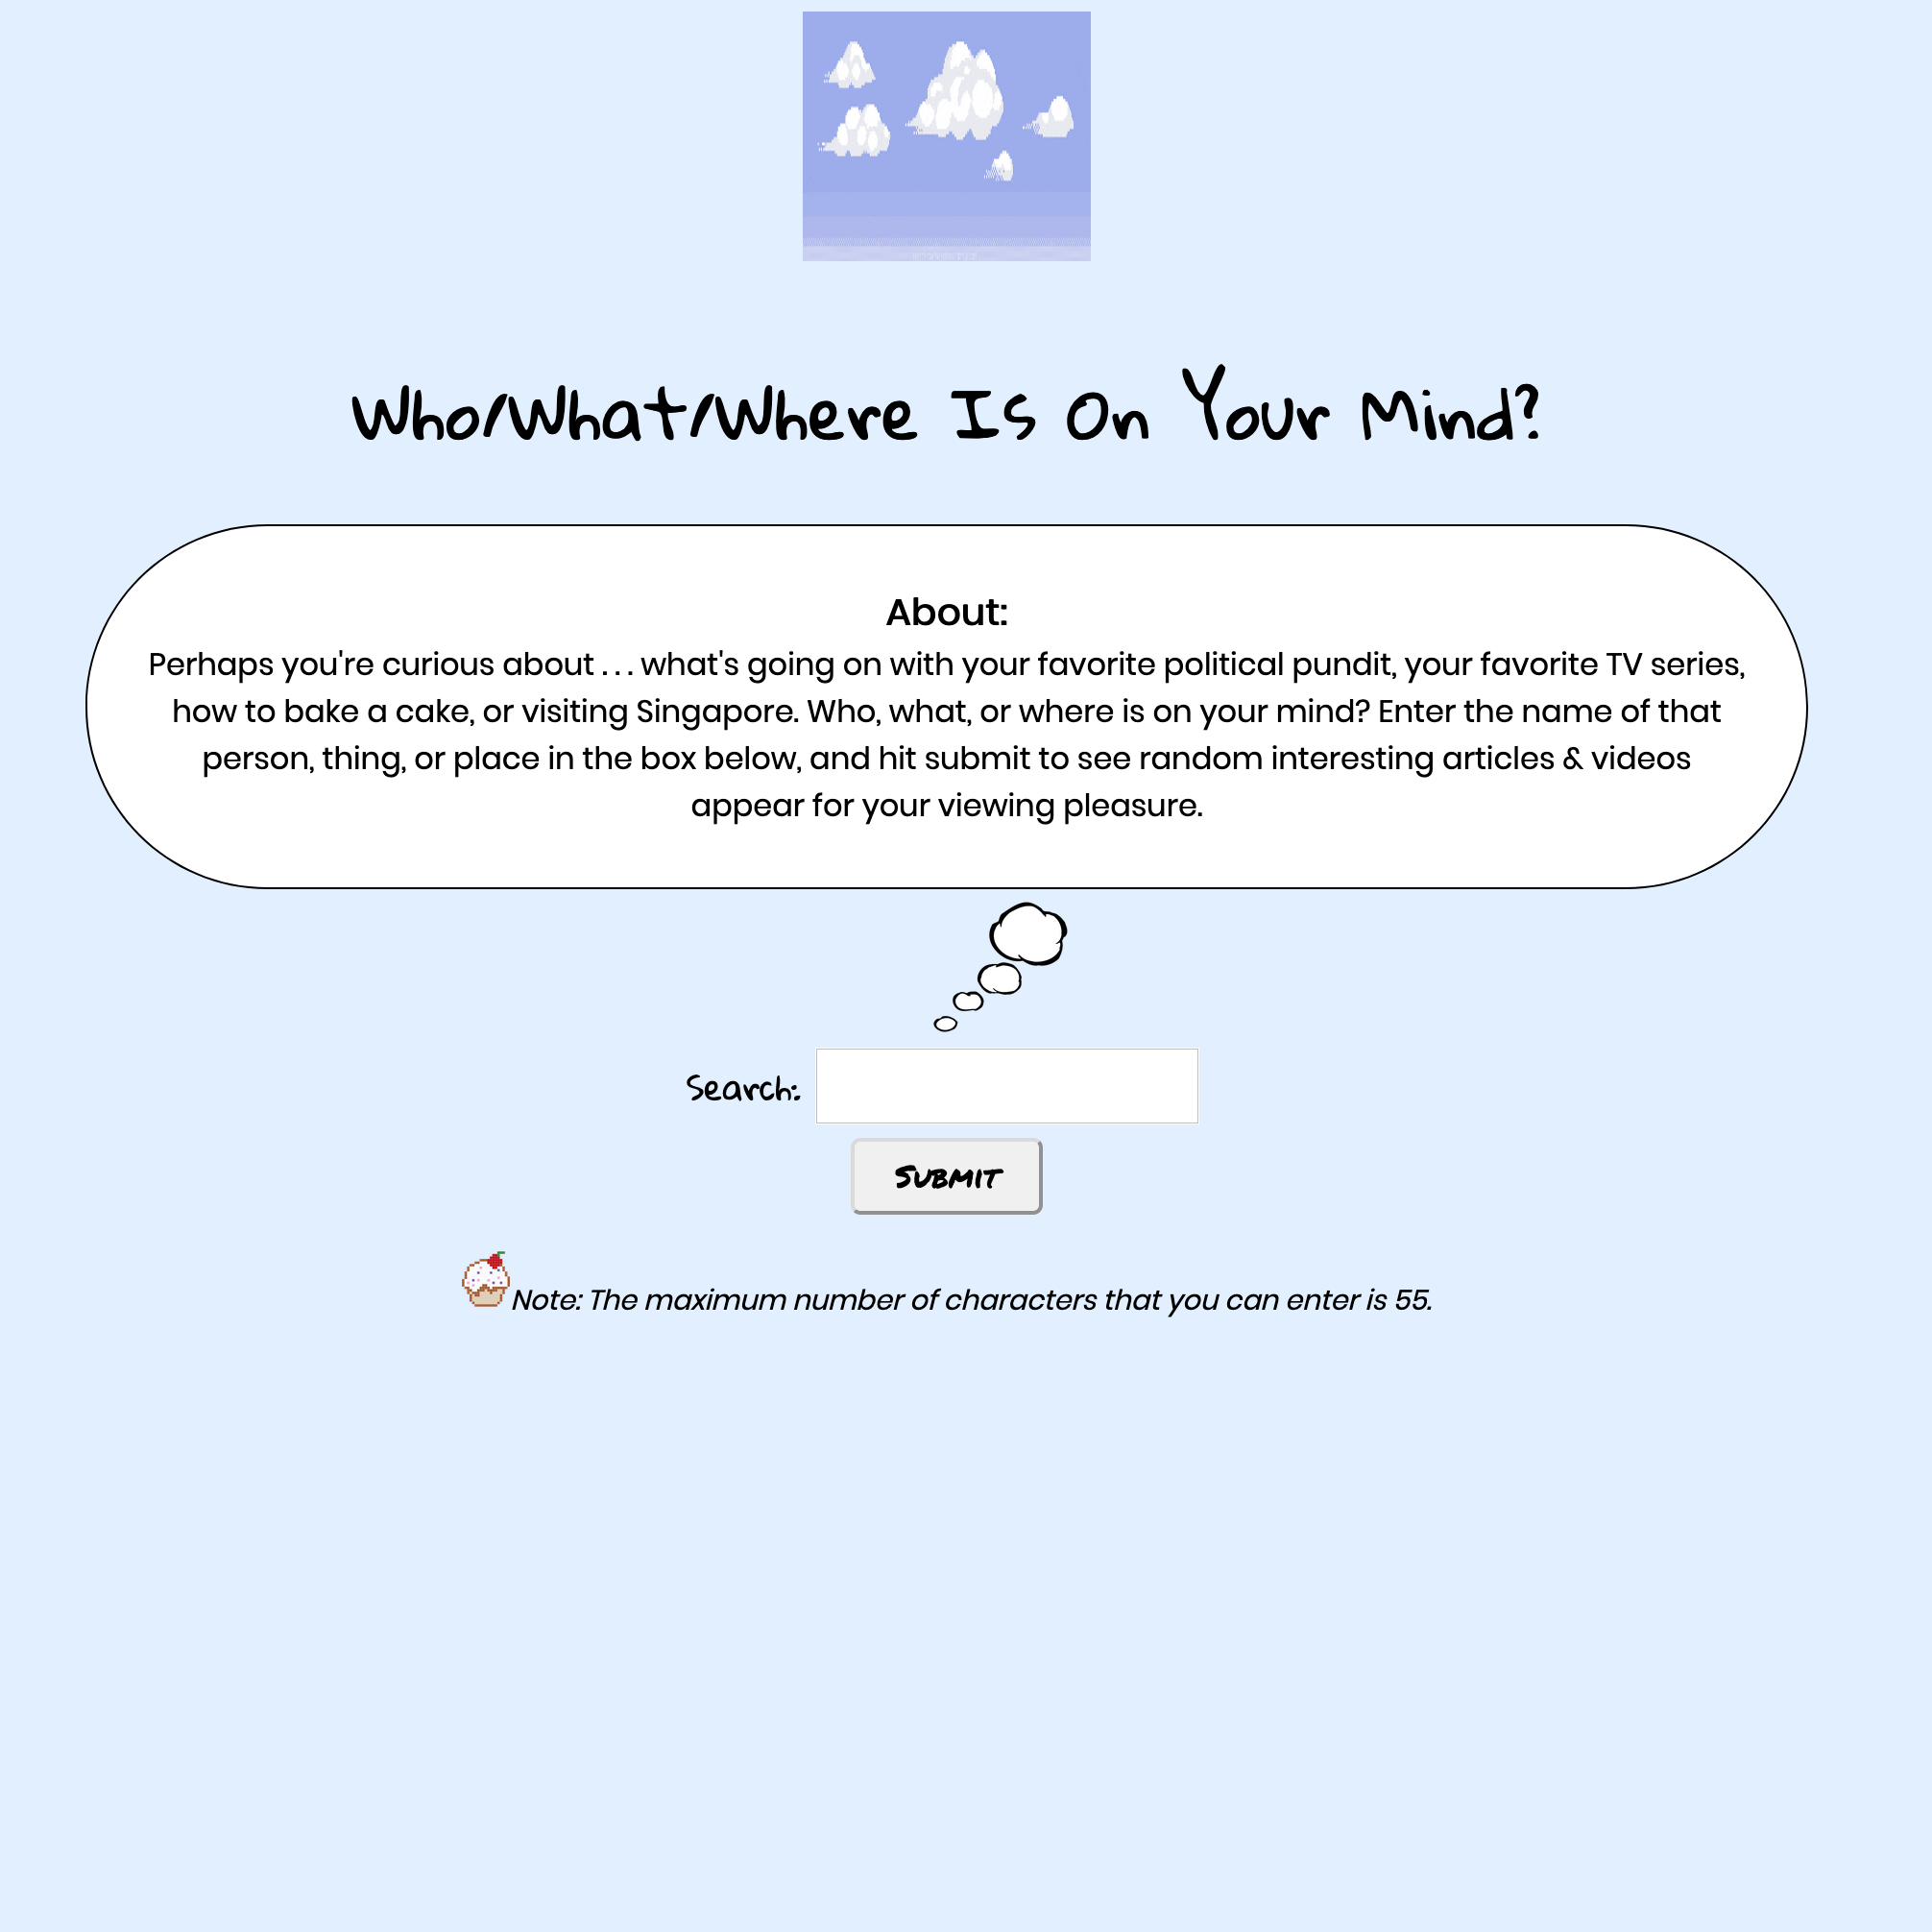 Who/What/Where Is On Your Mind?
About:
Perhaps you're curious about . . . what's going on with your favorite political pundit, your favorite TV series,
how to bake a cake, or visiting Singapore. Who, what, or where is on your mind? Enter the name of that
person, thing, or place in the box below, and hit submit to see random interesting articles & videos
appear for your viewing pleasure.
Search:
Submit
Note: The maximum number of characters that you can enter is 55.